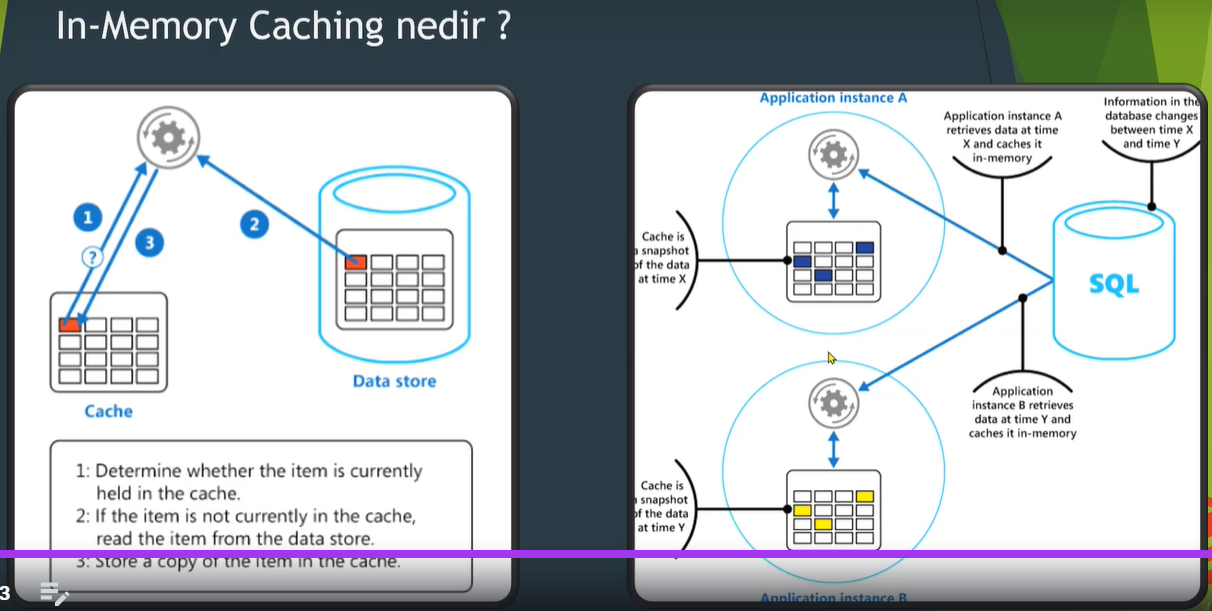 In-Memory Caching nedir ?
1
2
3
?
Data store
Cache
1: Determine whether the item is currently
held in the cache.
2: If the item is not currently in the cache,
read the item from the data store.
3: Store a copy of the item in the cache.
Application instance A
Application instance A
retrieves data at time
X and caches it
in-memory
Information in the
database changes
between time X
and time Y
Cache is
a snapshot
of the data
at time X
SQL
Application
instance B retrieves
data at time Y and
caches it in-memory
Cache is
a snapshot
of the data
at time Y
Application instance B
3